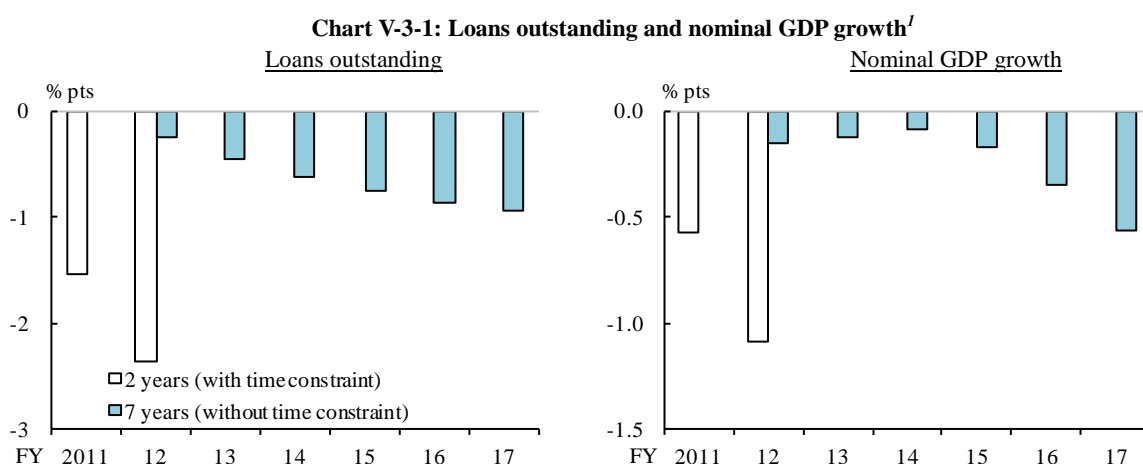 Chart V-3-1: Loans outstanding and nominal GDP growth¹
Loans outstanding
% pts
0
-1
-2
-3
2 years (with time constraint)
7 years (without time constraint)
FY 2011 12 13 14 15 16 17
Nominal GDP growth
% pts
0.0
-0.5
-1.0
-1.5
FY 2011 12 13 14 15 16 17